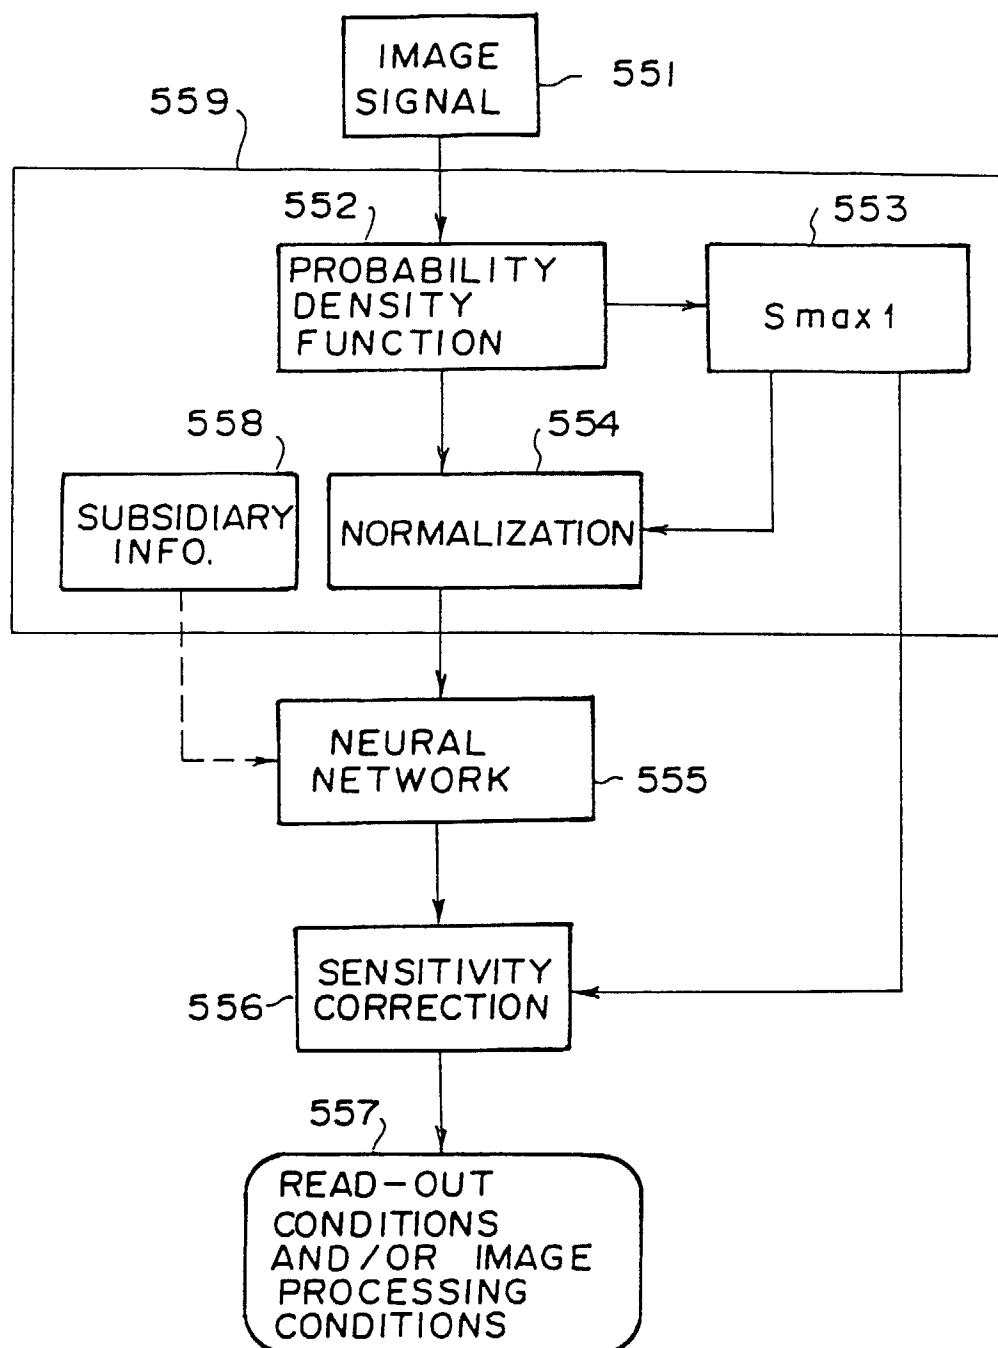 IMAGE
SIGNAL
551
559
552
PROBABILITY
DENSITY
FUNCTION
553
Smax1
558
SUBSIDIARY
INFO.
554
NORMALIZATION
NEURAL
NETWORK
555
SENSITIVITY
CORRECTION
556
557
READ-OUT
CONDITIONS
AND/OR IMAGE
PROCESSING
CONDITIONS